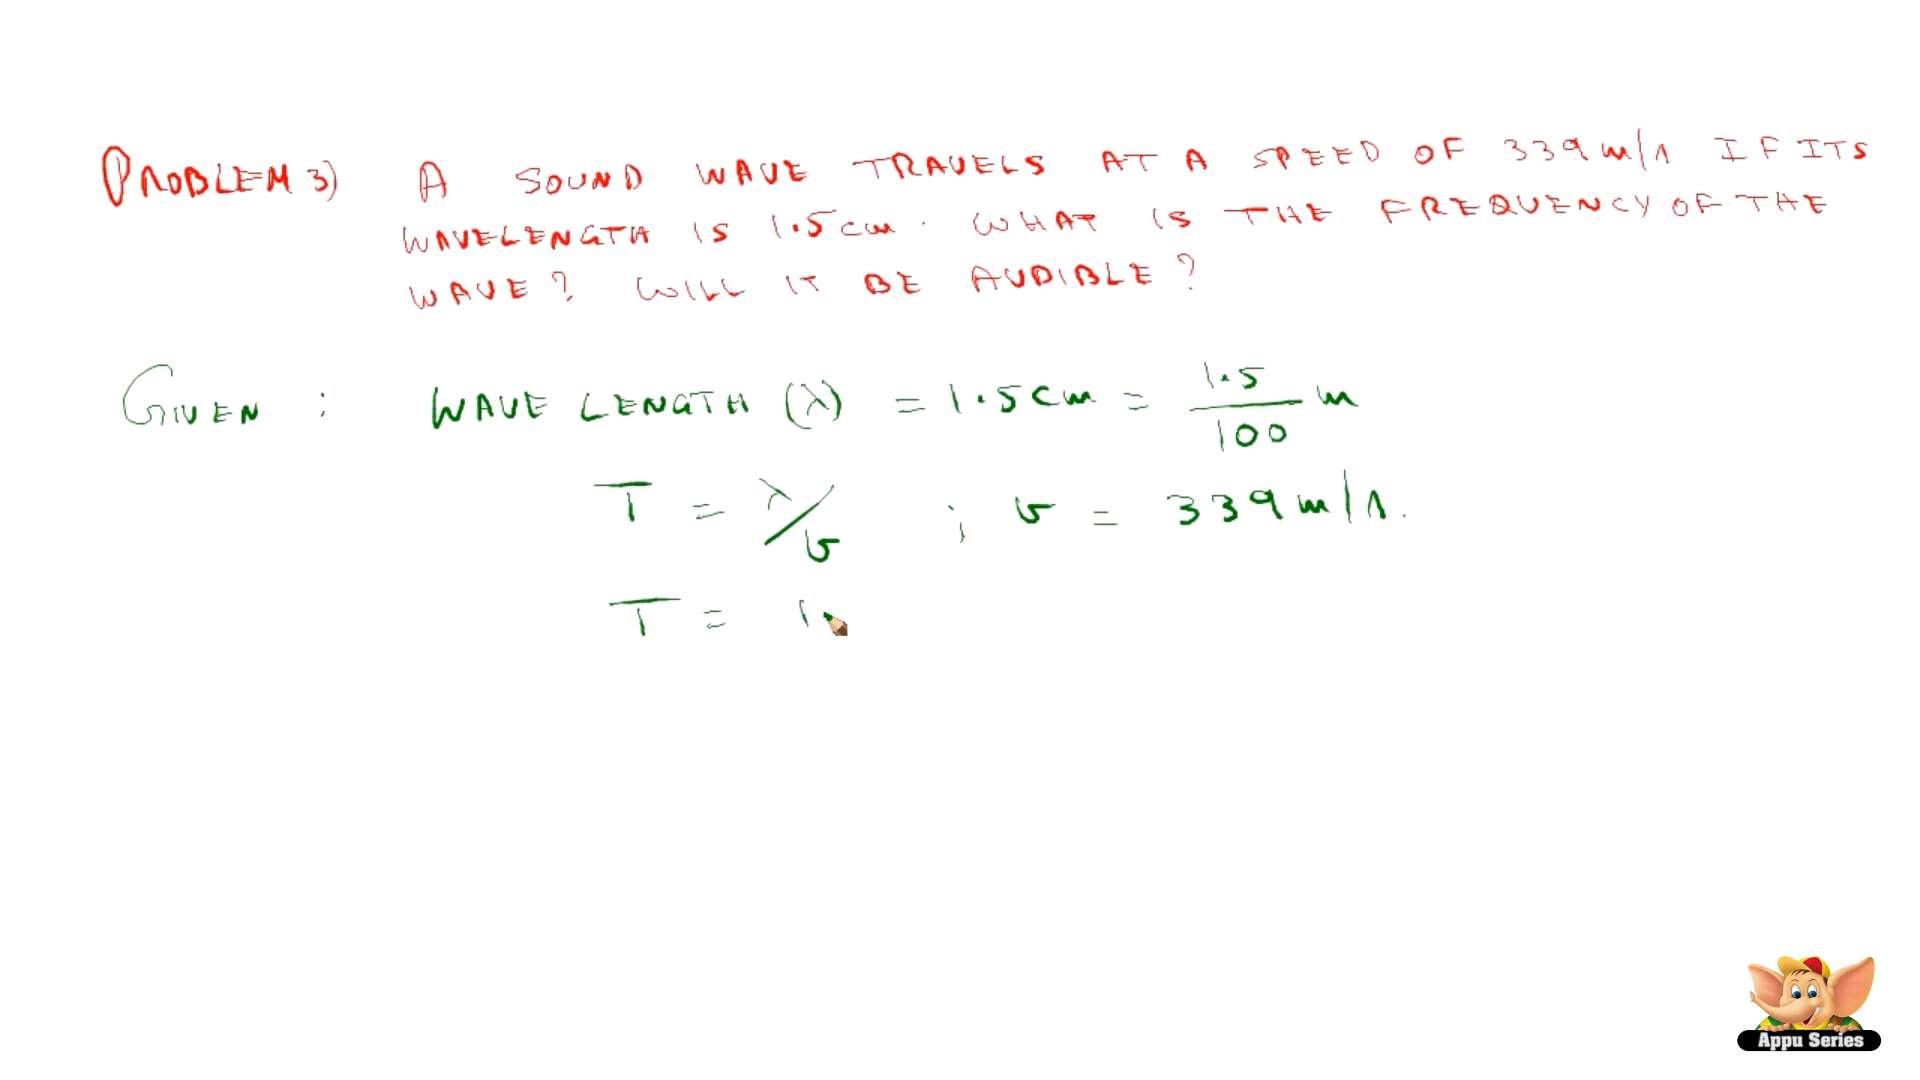 PROBLEM 3) A SOUND WAVE TRAVELS AT A SPEED OF 339 m/s IF ITS
WAVELENGTH IS 1.5 cm. WHAT IS THE FREQUENCY OF THE
WAVE? WILL IT BE AUDIBLE?
GIVEN : WAVE LENGTH (λ) = 1.5 cm = 1.5/100 m
T = λ/v ; v = 339 m/s.
T = 1.
Appu Series